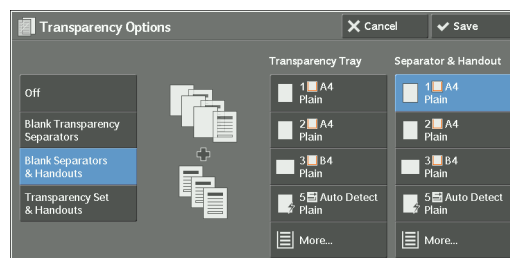 Transparency Options
Cancel
Save
Off
Blank Transparency
Separators
Blank Separators
& Handouts
Transparency Set
& Handouts
Transparency Tray
1 A4
Plain
2 A4
Plain
3 B4
Plain
5 Auto Detect
Plain
More...
Separator & Handout
1 A4
Plain
2 A4
Plain
3 B4
Plain
5 Auto Detect
Plain
More...